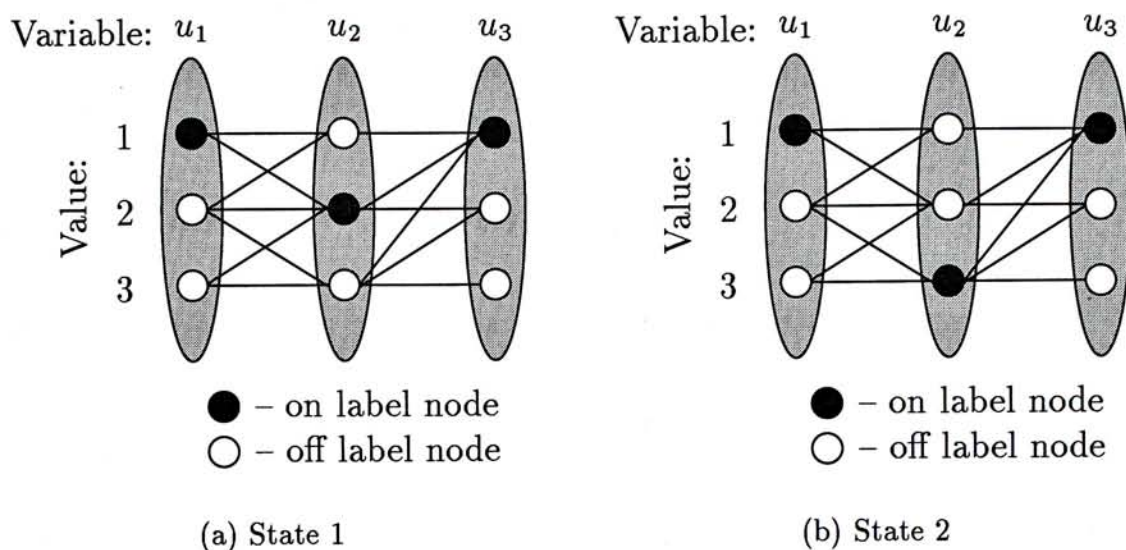 Variable: u₁ u₂ u₃
Value:
1
2
3
– on label node
– off label node
(a) State 1
Variable: u₁ u₂ u₃
Value:
1
2
3
– on label node
– off label node
(b) State 2